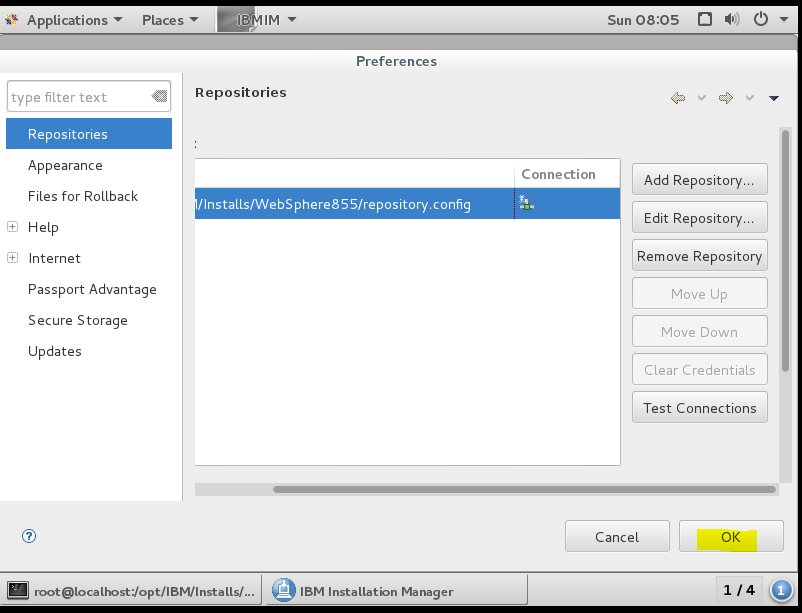 Applications Places IBMIM Sun 08:05
Preferences
type filter text
Repositories
Appearance
Files for Rollback
Help
Internet
Passport Advantage
Secure Storage
Updates
Repositories
:
Connection
/Installs/WebSphere855/repository.config
Add Repository...
Edit Repository...
Remove Repository
Move Up
Move Down
Clear Credentials
Test Connections
?
Cancel OK
root@localhost:/opt/IBM/Installs/... IBM Installation Manager 1 / 4 1